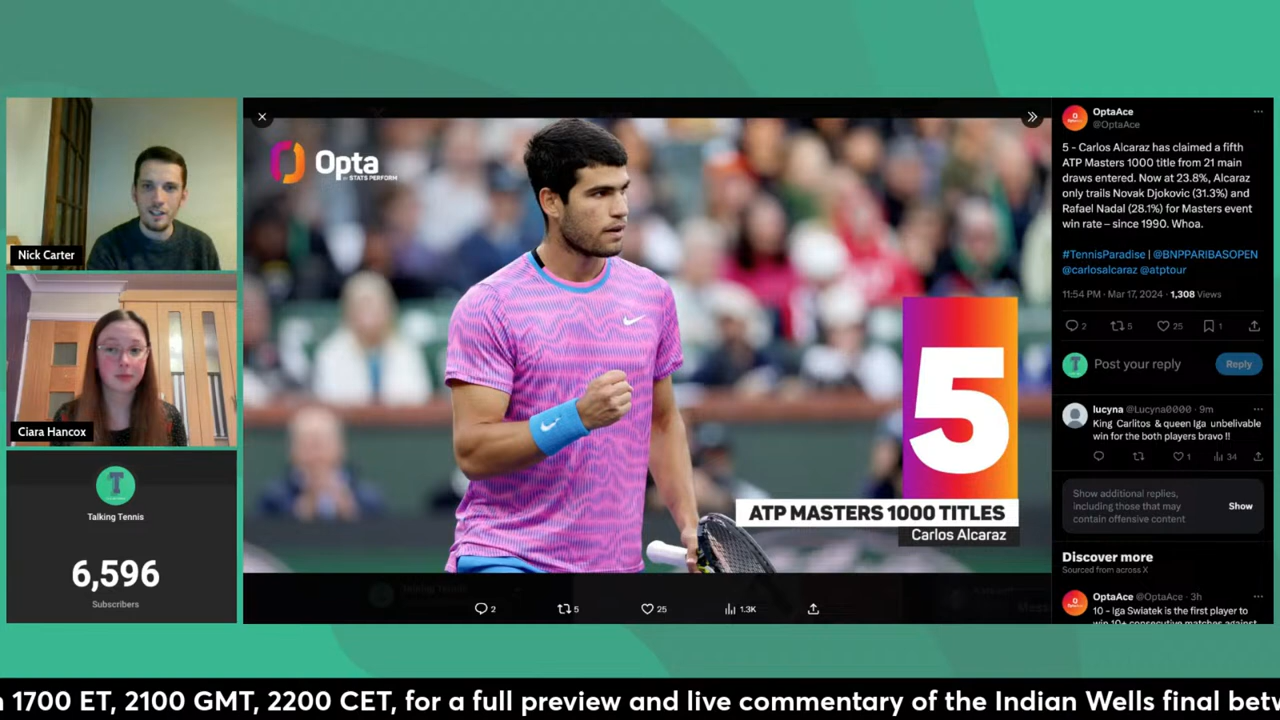 Nick Carter
Ciara Hancox
T
Talking Tennis
6,596
Subscribers
Opta
BY STATS PERFORM
5
ATP MASTERS 1000 TITLES
Carlos Alcaraz
2
5
25
1.3K
OptaAce
@OptaAce
5 - Carlos Alcaraz has claimed a fifth
ATP Masters 1000 title from 21 main
draws entered. Now at 23.8%, Alcaraz
only trails Novak Djokovic (31.3%) and
Rafael Nadal (28.1%) for Masters event
win rate – since 1990. Whoa.
#TennisParadise | @BNPPARIBASOPEN
@carlosalcaraz @atptour
11:54 PM · Mar 17, 2024 · 1,308 Views
2 5 25 1
T
Post your reply
Reply
lucyna @Lucyna0000 · 9m
King Carlitos & queen Iga unbelivable
win for the both players bravo !!
1 34
Show additional replies,
including those that may
contain offensive content
Show
Discover more
Sourced from across X
OptaAce @OptaAce · 3h
10 - Iga Swiatek is the first player to
win 10+ consecutive matches against
1700 ET, 2100 GMT, 2200 CET, for a full preview and live commentary of the Indian Wells final